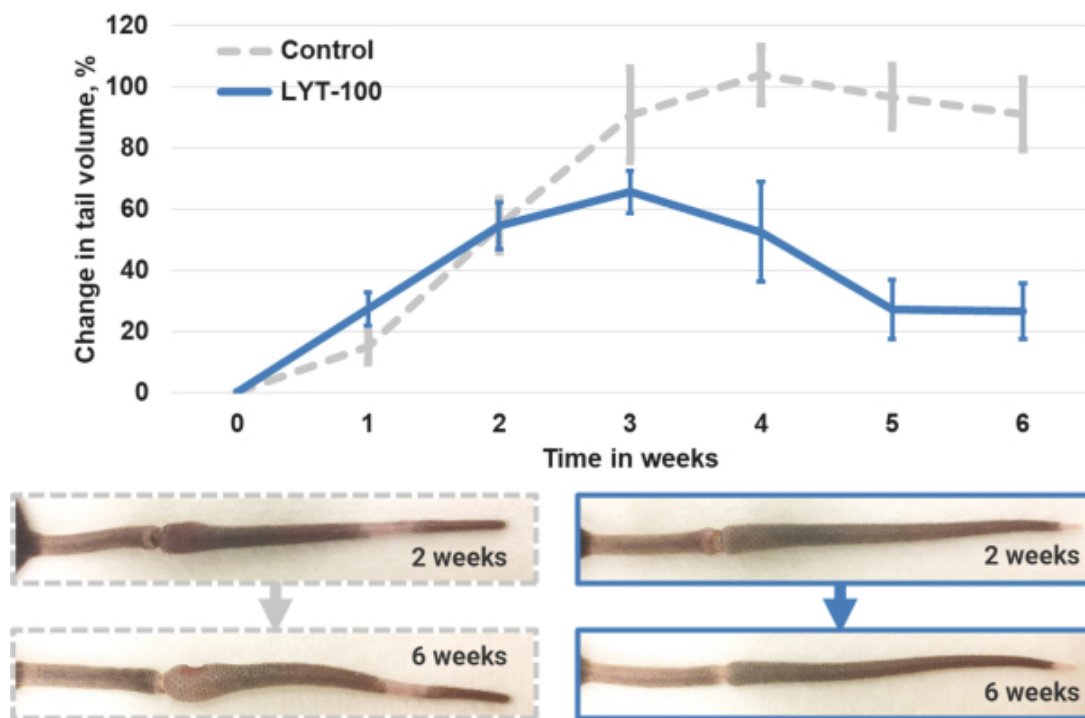 120
100
80
60
40
20
0
Change in tail volume, %
Control
LYT-100
0 1 2 3 4 5 6
Time in weeks
2 weeks
6 weeks
2 weeks
6 weeks